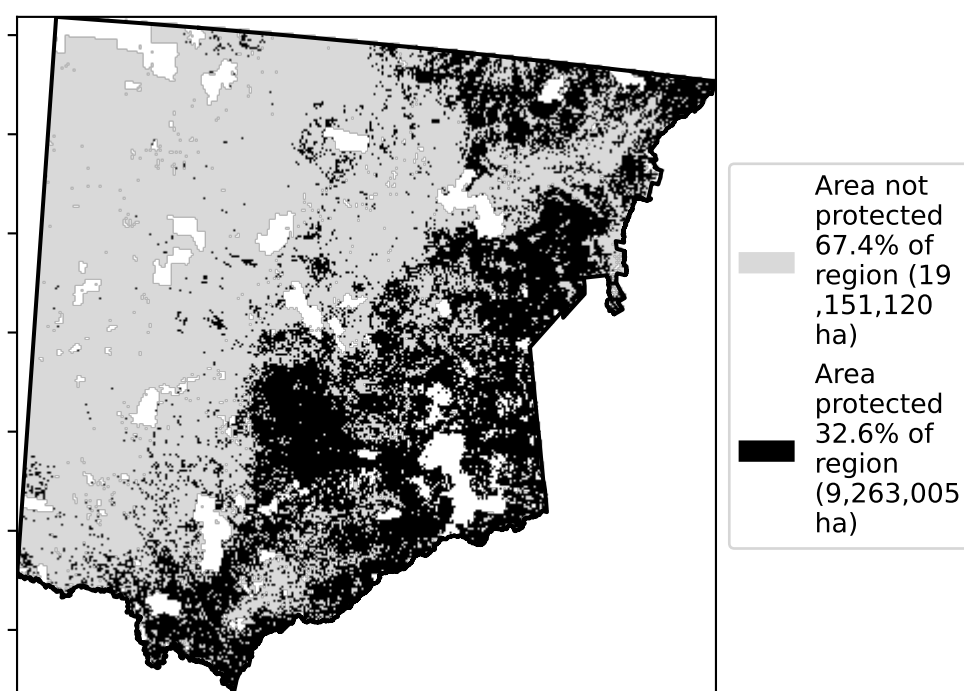 Area not
protected
67.4% of
region (19
,151,120
ha)
Area
protected
32.6% of
region
(9,263,005
ha)